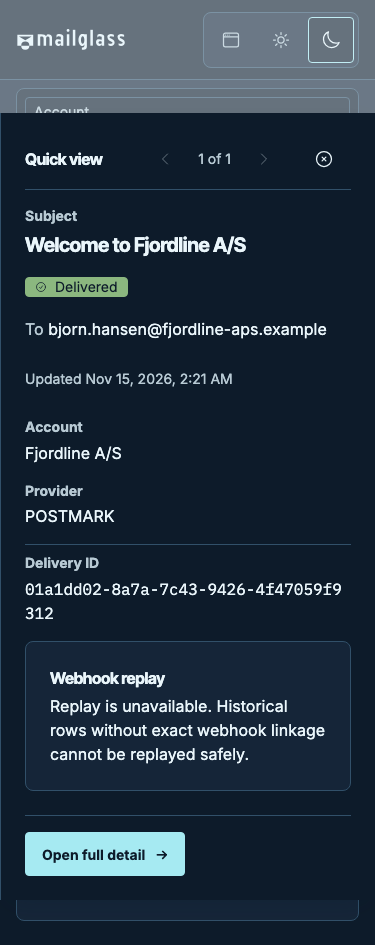 mailglass
Account
Quick view
1 of 1
Subject
Welcome to Fjordline A/S
Delivered
To bjorn.hansen@fjordline-aps.example
Updated Nov 15, 2026, 2:21 AM
Account
Fjordline A/S
Provider
POSTMARK
Delivery ID
01a1dd02-8a7a-7c43-9426-4f47059f9
312
Webhook replay
Replay is unavailable. Historical
rows without exact webhook linkage
cannot be replayed safely.
Open full detail →